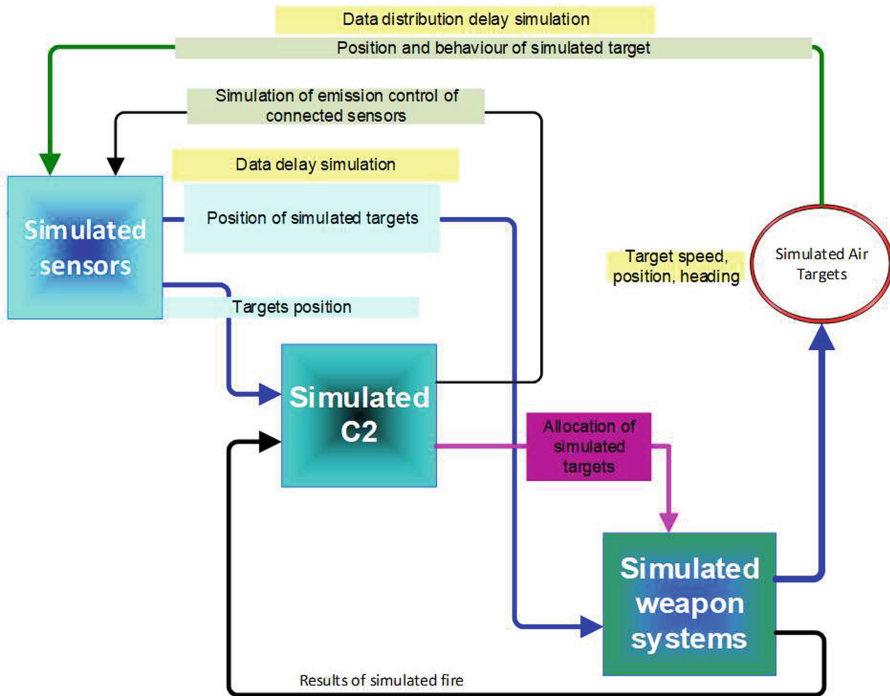 Data distribution delay simulation
Position and behaviour of simulated target
Simulation of emission control of
connected sensors
Data delay simulation
Simulated
sensors
Position of simulated targets
Target speed,
position, heading
Simulated Air
Targets
Targets position
Simulated
C2
Allocation of
simulated
targets
Simulated
weapon
systems
Results of simulated fire